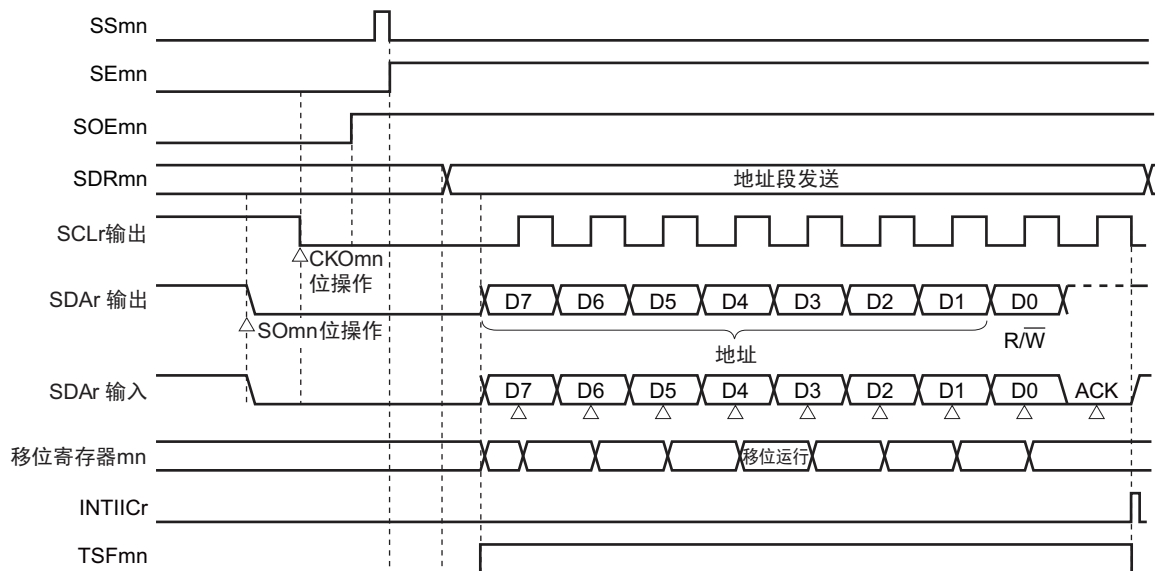 SSmn
SEmn
SOEmn
SDRmn
地址段发送
SCLr输出
CKOmn
位操作
SDAr 输出
D7 D6 D5 D4 D3 D2 D1 D0
SOmn位操作
地址
R/W̅
SDAr 输入
D7 D6 D5 D4 D3 D2 D1 D0 ACK
移位寄存器mn
移位运行
INTIICr
TSFmn